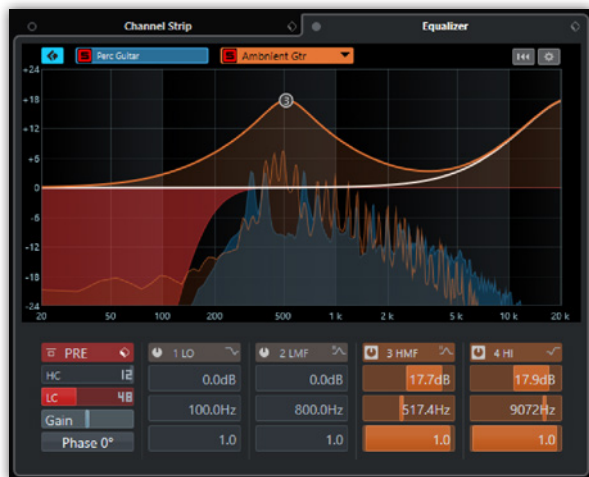 Channel Strip Equalizer
S Perc Guitar S Ambnient Gtr
+24
+18
+12
+6
0
-6
-12
-18
-24
3
20 50 100 200 500 1 k 2 k 5 k 10 k 20 k
PRE 1 LO 2 LMF 3 HMF 4 HI
HC 12 0.0dB 0.0dB 17.7dB 17.9dB
LC 48 100.0Hz 800.0Hz 517.4Hz 9072Hz
Gain 1.0 1.0 1.0 1.0
Phase 0°